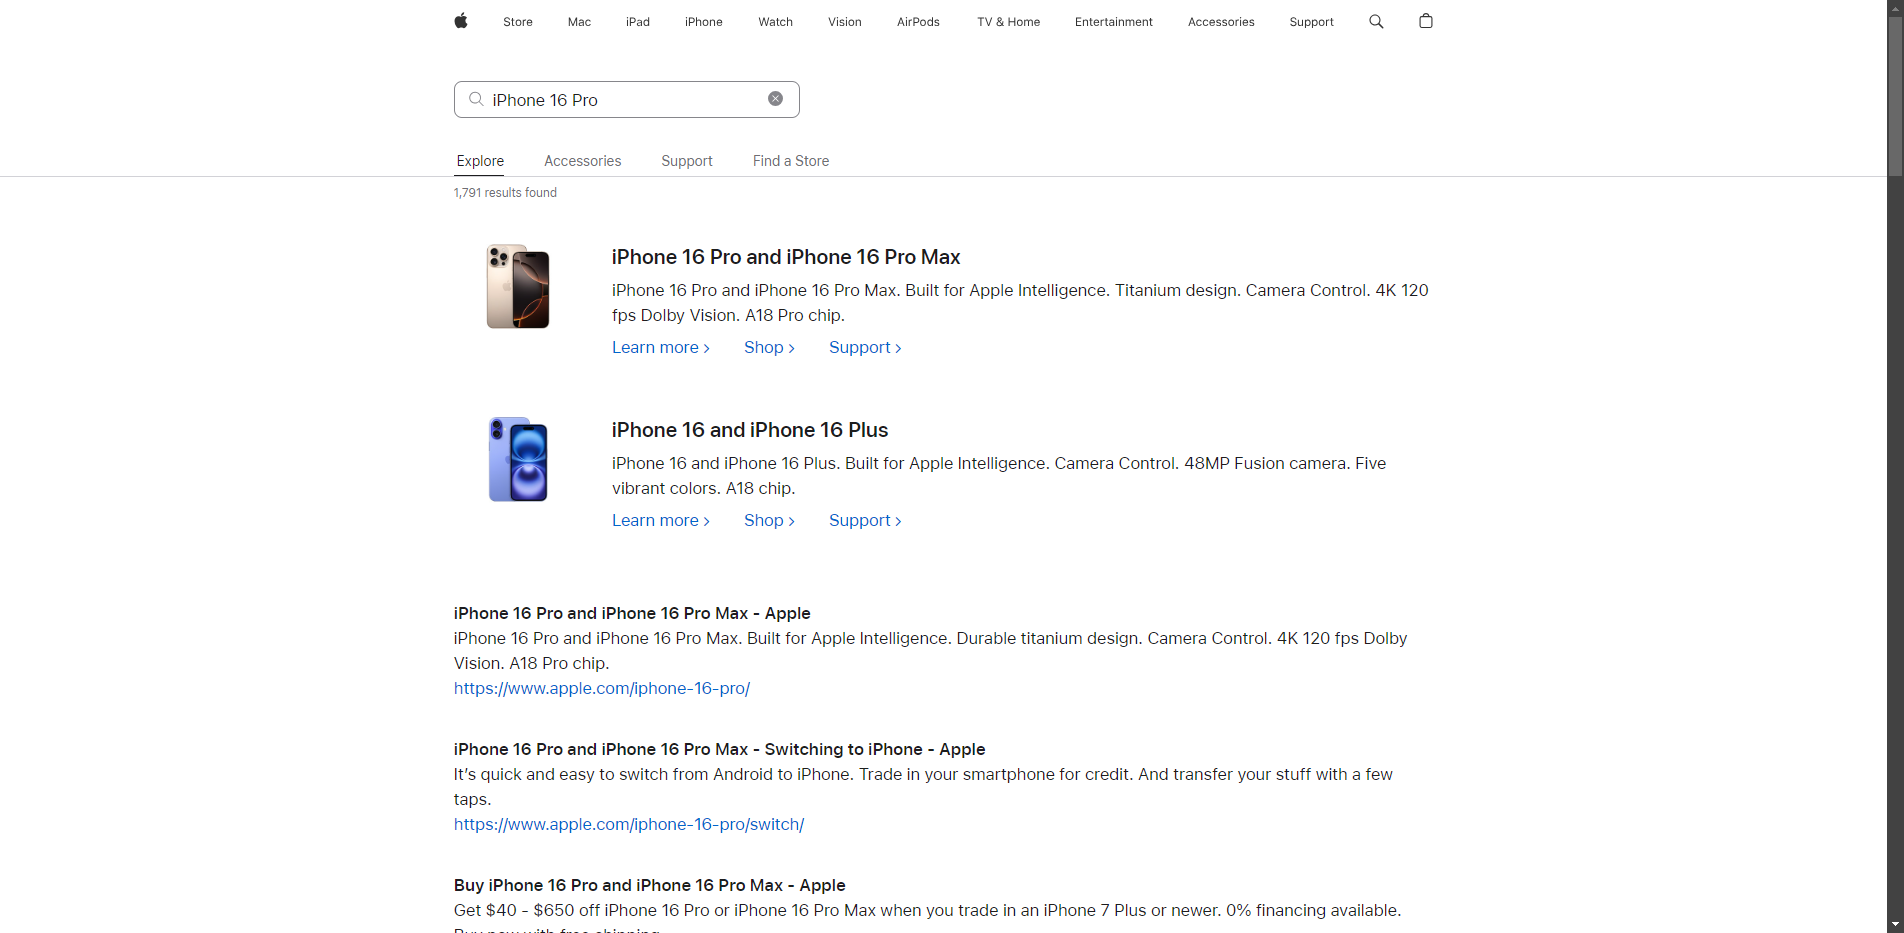 Store Mac iPad iPhone Watch Vision AirPods TV & Home Entertainment Accessories Support
iPhone 16 Pro
Explore Accessories Support Find a Store
1,791 results found
iPhone 16 Pro and iPhone 16 Pro Max
iPhone 16 Pro and iPhone 16 Pro Max. Built for Apple Intelligence. Titanium design. Camera Control. 4K 120
fps Dolby Vision. A18 Pro chip.
Learn more > Shop > Support >
iPhone 16 and iPhone 16 Plus
iPhone 16 and iPhone 16 Plus. Built for Apple Intelligence. Camera Control. 48MP Fusion camera. Five
vibrant colors. A18 chip.
Learn more > Shop > Support >
iPhone 16 Pro and iPhone 16 Pro Max - Apple
iPhone 16 Pro and iPhone 16 Pro Max. Built for Apple Intelligence. Durable titanium design. Camera Control. 4K 120 fps Dolby
Vision. A18 Pro chip.
https://www.apple.com/iphone-16-pro/
iPhone 16 Pro and iPhone 16 Pro Max - Switching to iPhone - Apple
It’s quick and easy to switch from Android to iPhone. Trade in your smartphone for credit. And transfer your stuff with a few
taps.
https://www.apple.com/iphone-16-pro/switch/
Buy iPhone 16 Pro and iPhone 16 Pro Max - Apple
Get $40 - $650 off iPhone 16 Pro or iPhone 16 Pro Max when you trade in an iPhone 7 Plus or newer. 0% financing available.
Buy now with free shipping.